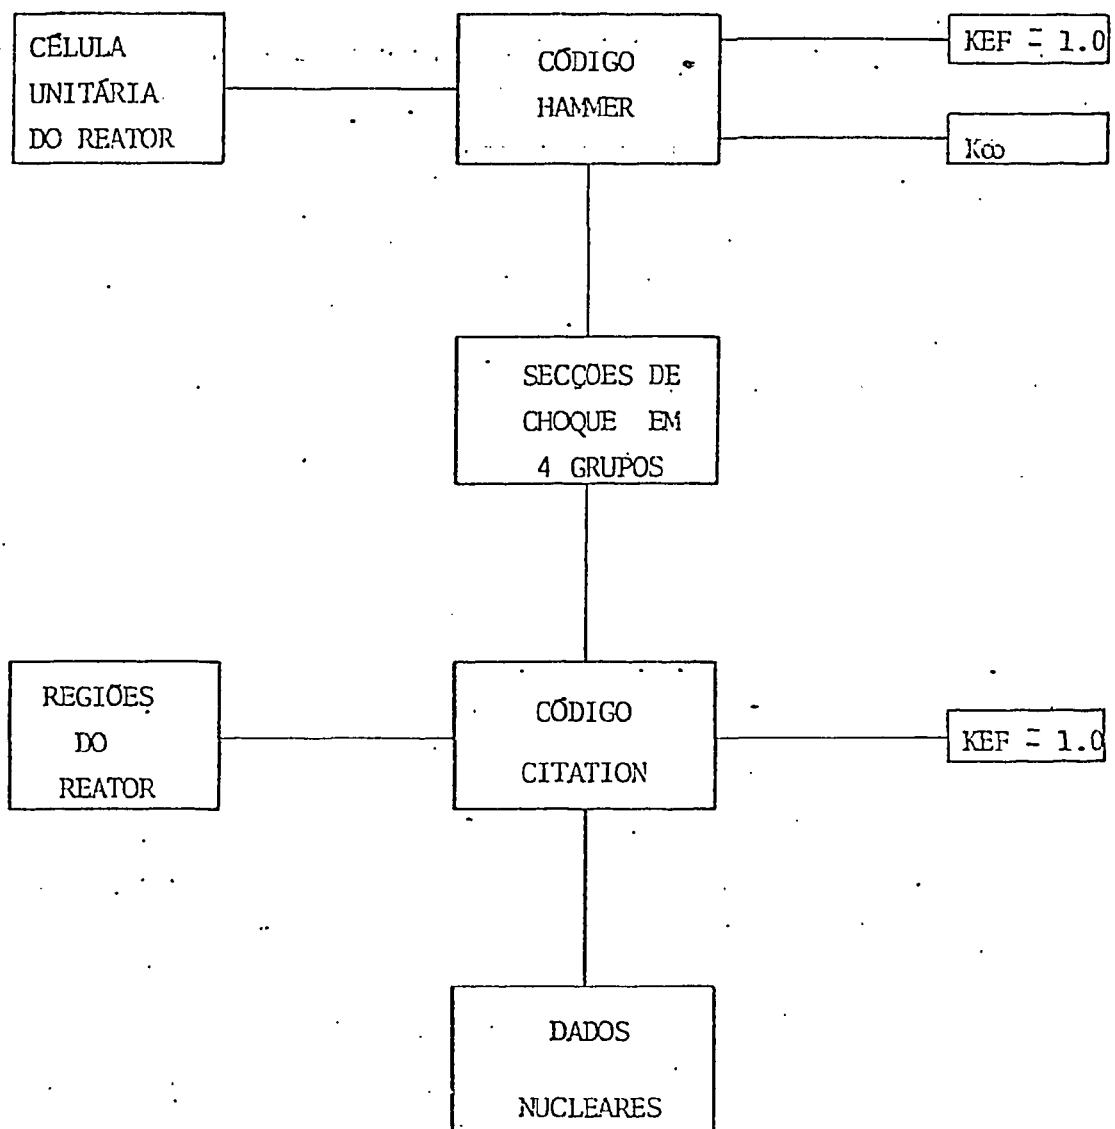 CÉLULA
UNITÁRIA
DO REATOR
CÓDIGO
HAMMER
KEF ≅ 1.0
K∞
SECÇÕES DE
CHOQUE EM
4 GRUPOS
REGIÕES
DO
REATOR
CÓDIGO
CITATION
KEF ≅ 1.0
DADOS
NUCLEARES